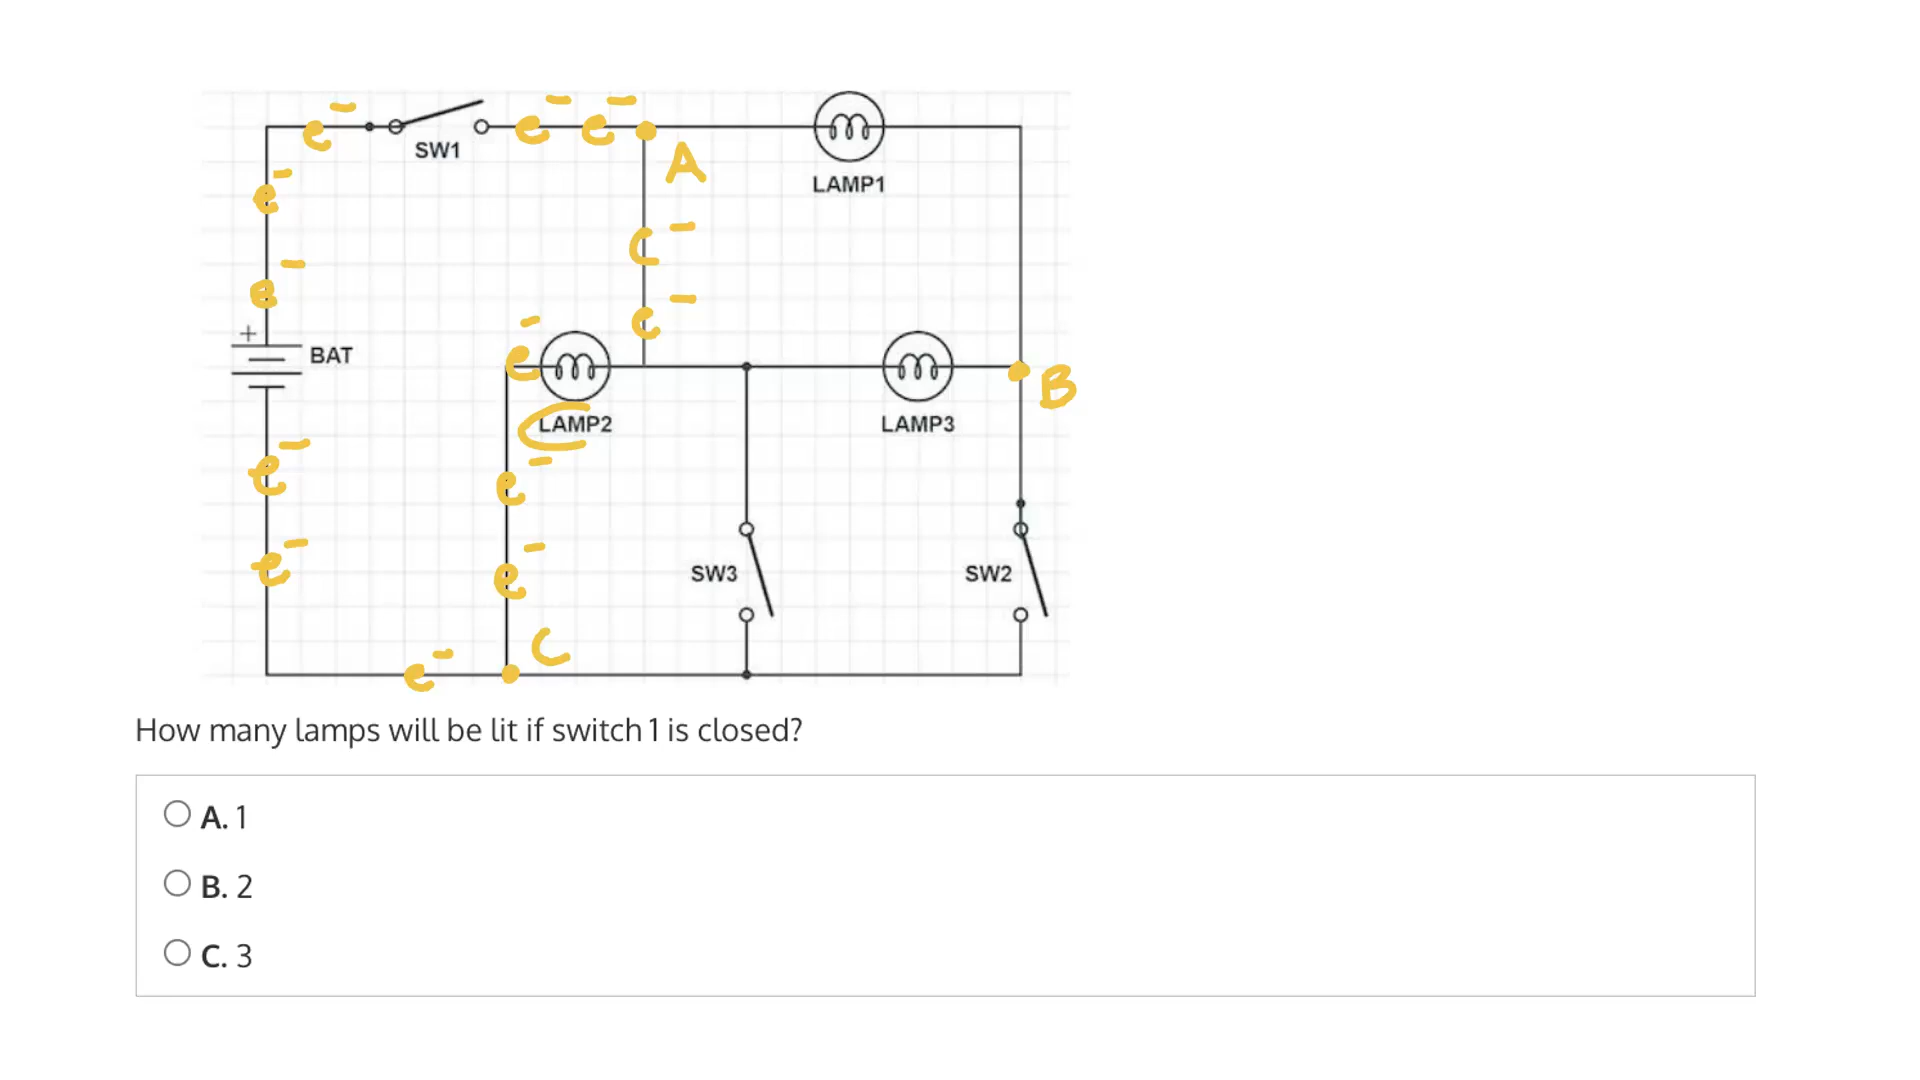 e⁻ e⁻ e⁻
SW1
A
LAMP1
e⁻
e⁻
e⁻
e⁻
+
BAT
e⁻
B
LAMP2
LAMP3
e⁻
e⁻
e⁻
e⁻
SW3
SW2
C
e⁻
How many lamps will be lit if switch 1 is closed?
A. 1
B. 2
C. 3